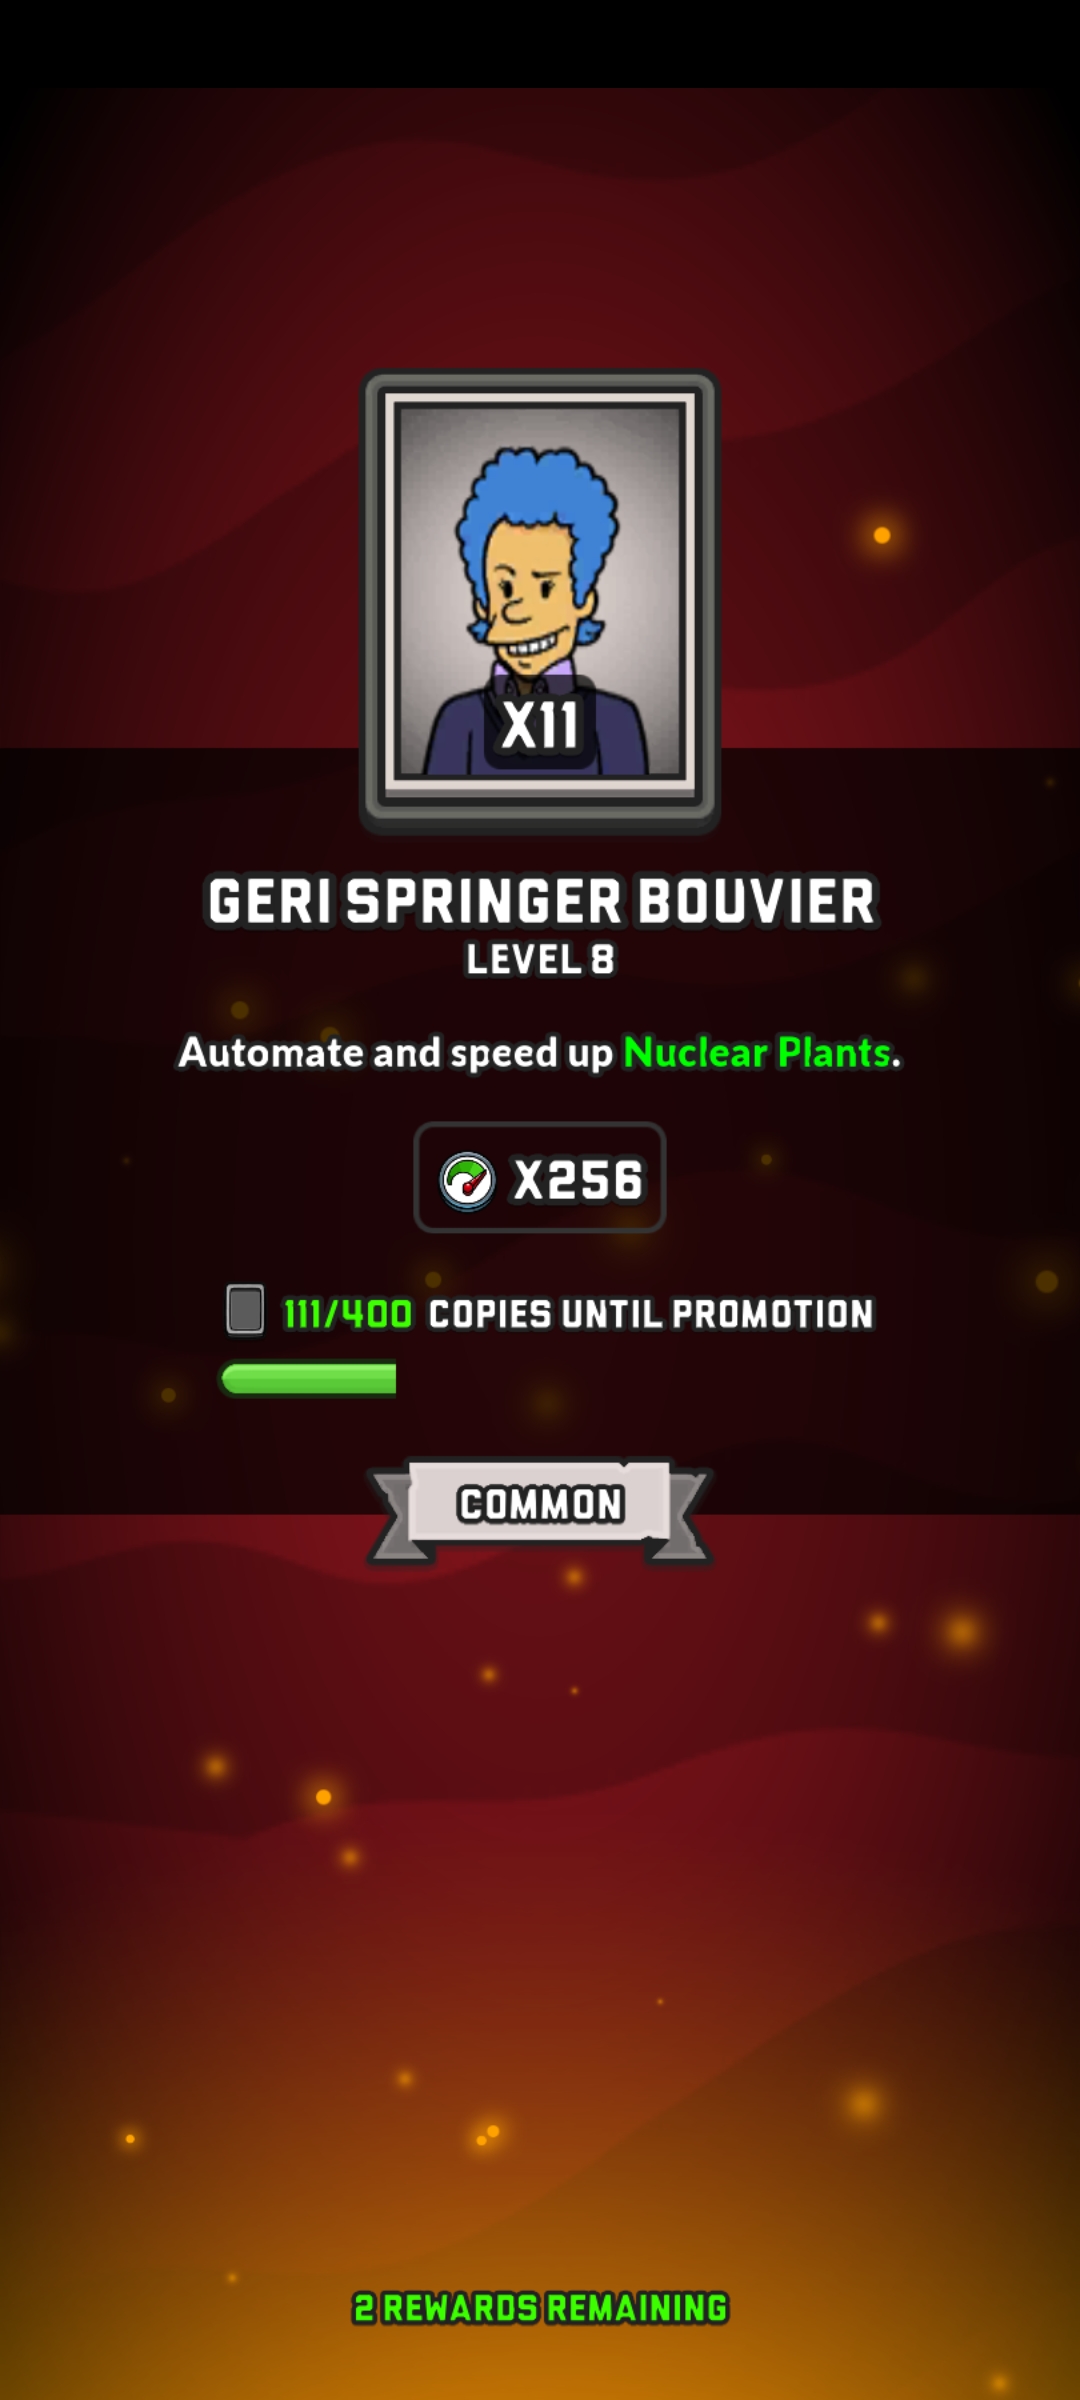 X11
GERI SPRINGER BOUVIER
LEVEL 8
Automate and speed up Nuclear Plants.
X256
111/400 COPIES UNTIL PROMOTION
COMMON
2 REWARDS REMAINING